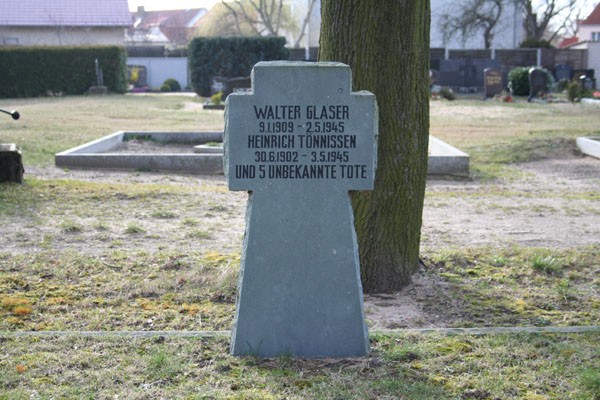 WALTER GLASER
9.1.1909 - 2.5.1945
HEINRICH TÖNNISSEN
30.6.1902 - 3.5.1945
UND 5 UNBEKANNTE TOTE